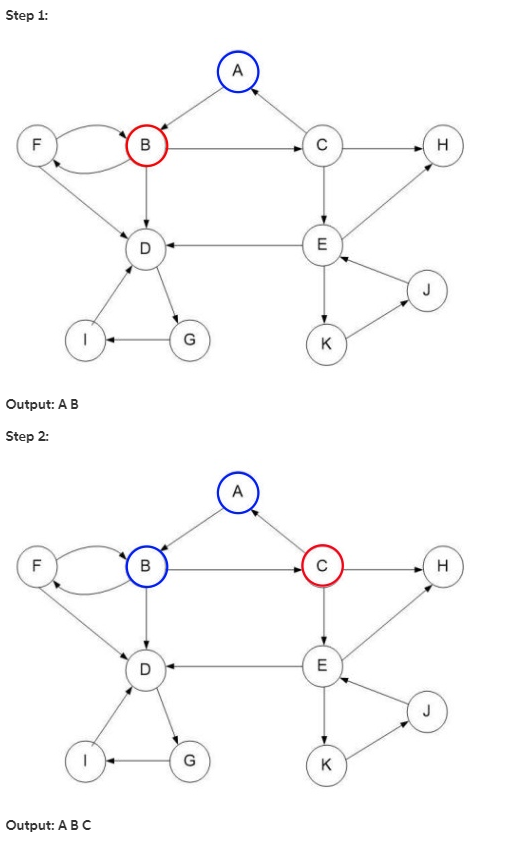 Step 1:
A
F B C H
D E
J
I G K
Output: A B
Step 2:
A
F B C H
D E
J
I G K
Output: A B C